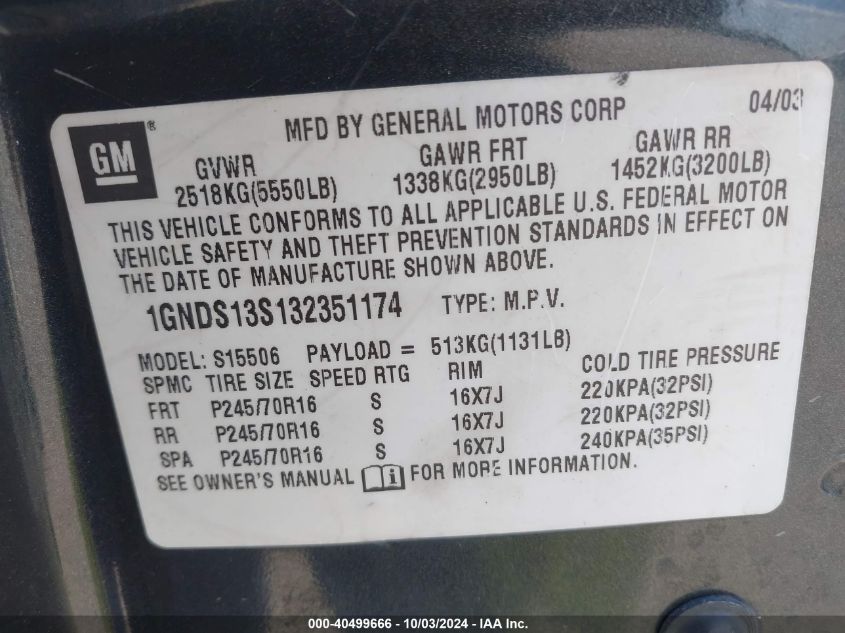 GM ®
MFD BY GENERAL MOTORS CORP 04/03
GVWR GAWR FRT GAWR RR
2518KG(5550LB) 1338KG(2950LB) 1452KG(3200LB)
THIS VEHICLE CONFORMS TO ALL APPLICABLE U.S. FEDERAL MOTOR
VEHICLE SAFETY AND THEFT PREVENTION STANDARDS IN EFFECT ON
THE DATE OF MANUFACTURE SHOWN ABOVE.
1GNDS13S132351174 TYPE: M.P.V.
MODEL: S15506 PAYLOAD = 513KG(1131LB)
SPMC TIRE SIZE SPEED RTG RIM COLD TIRE PRESSURE
FRT P245/70R16 S 16X7J 220KPA(32PSI)
RR P245/70R16 S 16X7J 220KPA(32PSI)
SPA P245/70R16 S 16X7J 240KPA(35PSI)
SEE OWNER'S MANUAL i FOR MORE INFORMATION.
000-40499666 - 10/03/2024 - IAA Inc.